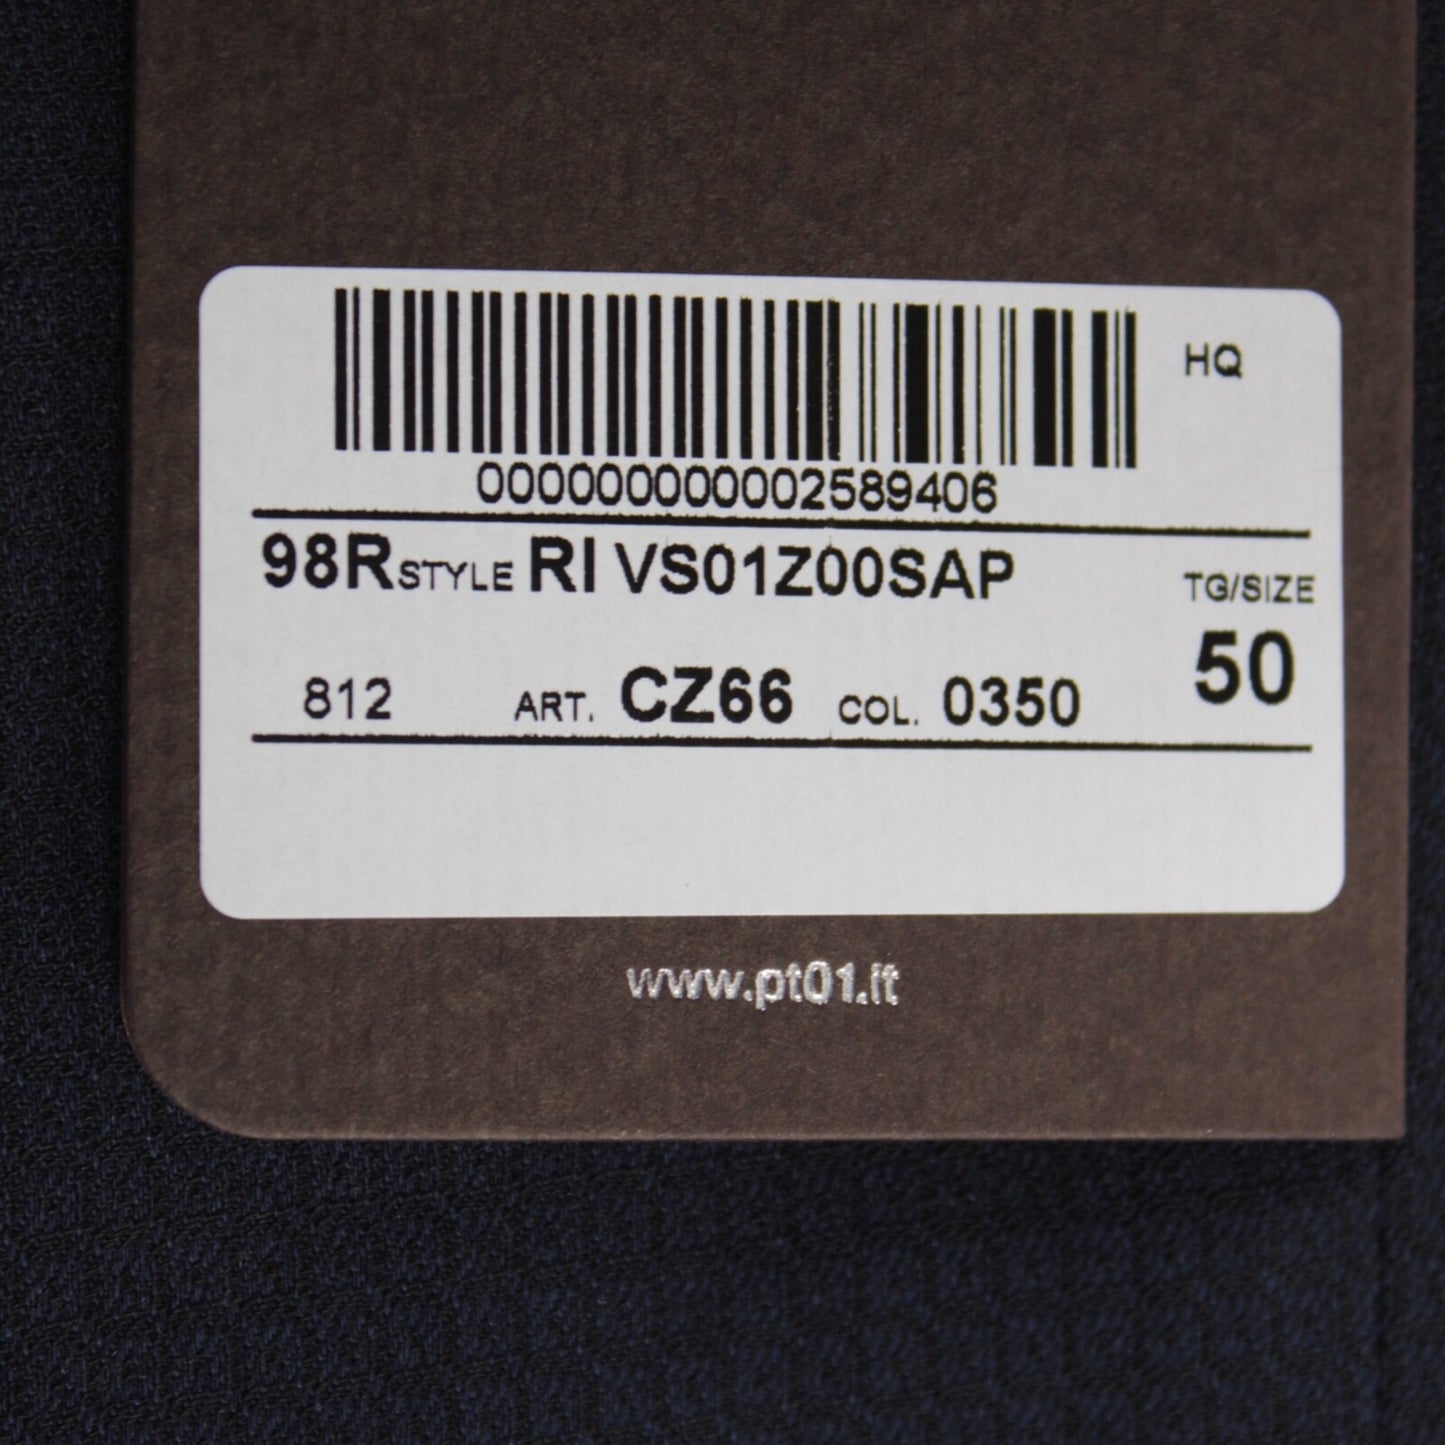 HQ
000000000002589406
98R STYLE RI VS01Z00SAP
TG/SIZE
50
812 ART. CZ66 COL. 0350
www.pt01.it